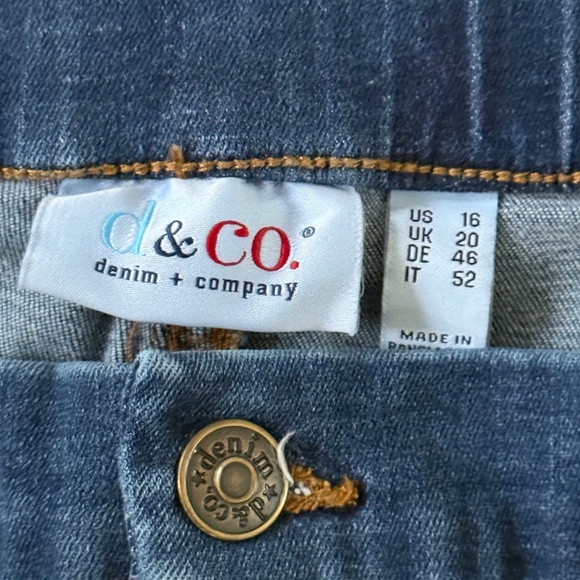 d & co.®
denim + company
US 16
UK 20
DE 46
IT 52
MADE IN
denim
d & co.